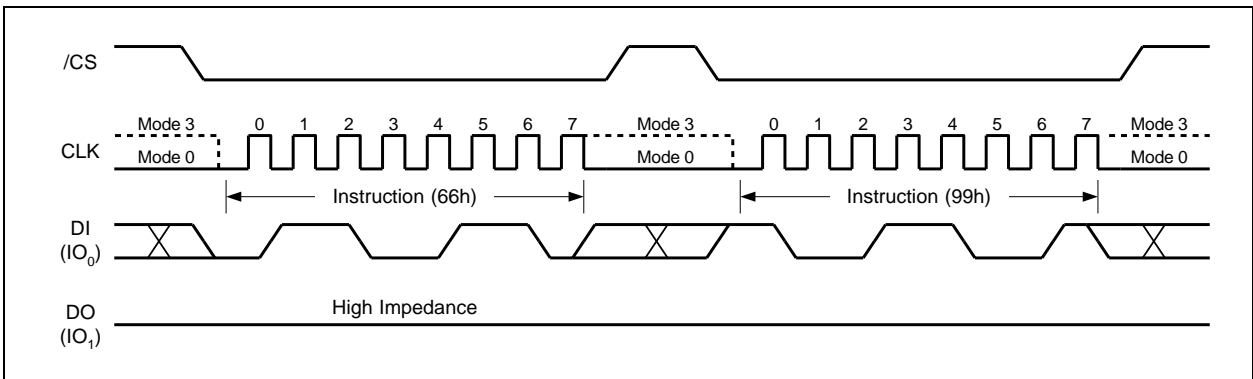 /CS
Mode 3 0 1 2 3 4 5 6 7 Mode 3 0 1 2 3 4 5 6 7 Mode 3
CLK
Mode 0 Mode 0 Mode 0
Instruction (66h) Instruction (99h)
DI
(IO0)
High Impedance
DO
(IO1)